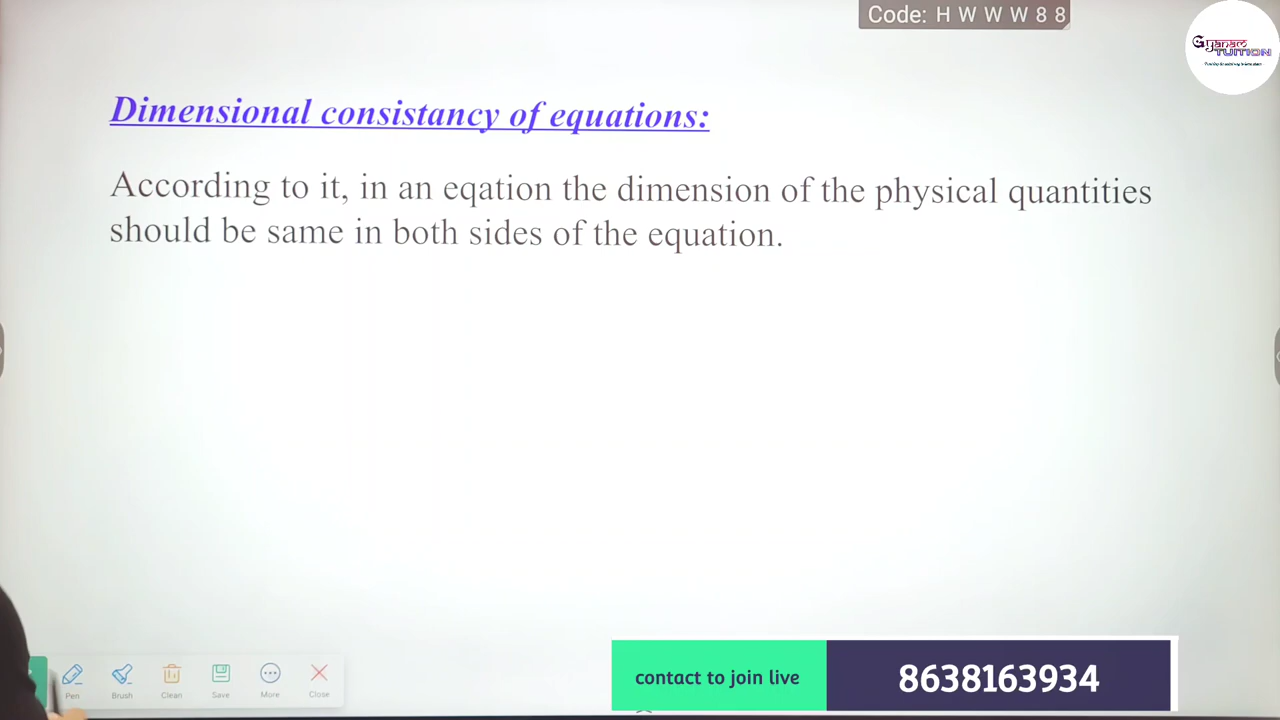 Code: H W W W 8 8
Gyanam
TUITION
Dimensional consistancy of equations:
According to it, in an eqation the dimension of the physical quantities
should be same in both sides of the equation.
Pen
Brush
Clean
Save
More
Close
contact to join live
8638163934